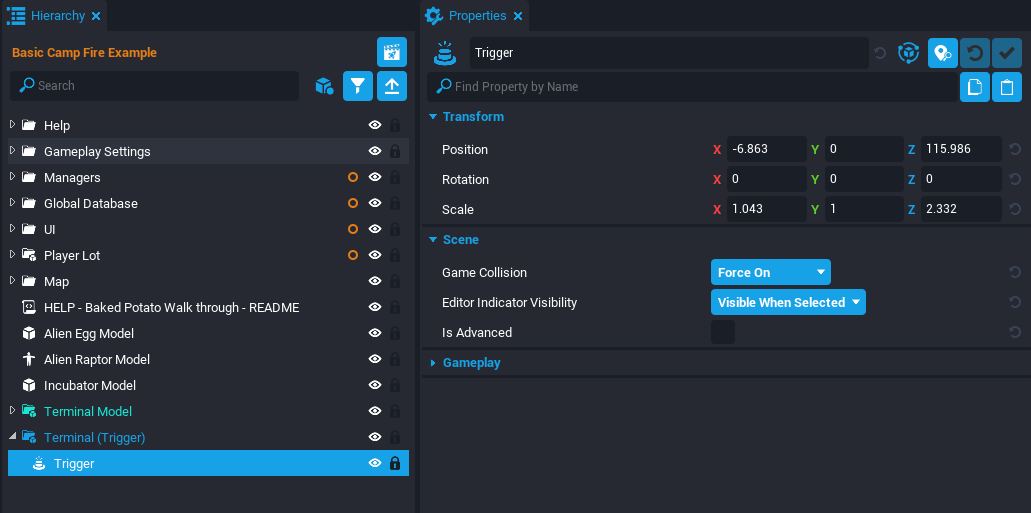 Hierarchy
Basic Camp Fire Example
Search
Help
Gameplay Settings
Managers
Global Database
UI
Player Lot
Map
HELP - Baked Potato Walk through - README
Alien Egg Model
Alien Raptor Model
Incubator Model
Terminal Model
Terminal (Trigger)
Trigger
Properties
Trigger
Find Property by Name
Transform
Position X -6.863 Y 0 Z 115.986
Rotation X 0 Y 0 Z 0
Scale X 1.043 Y 1 Z 2.332
Scene
Game Collision Force On
Editor Indicator Visibility Visible When Selected
Is Advanced
Gameplay